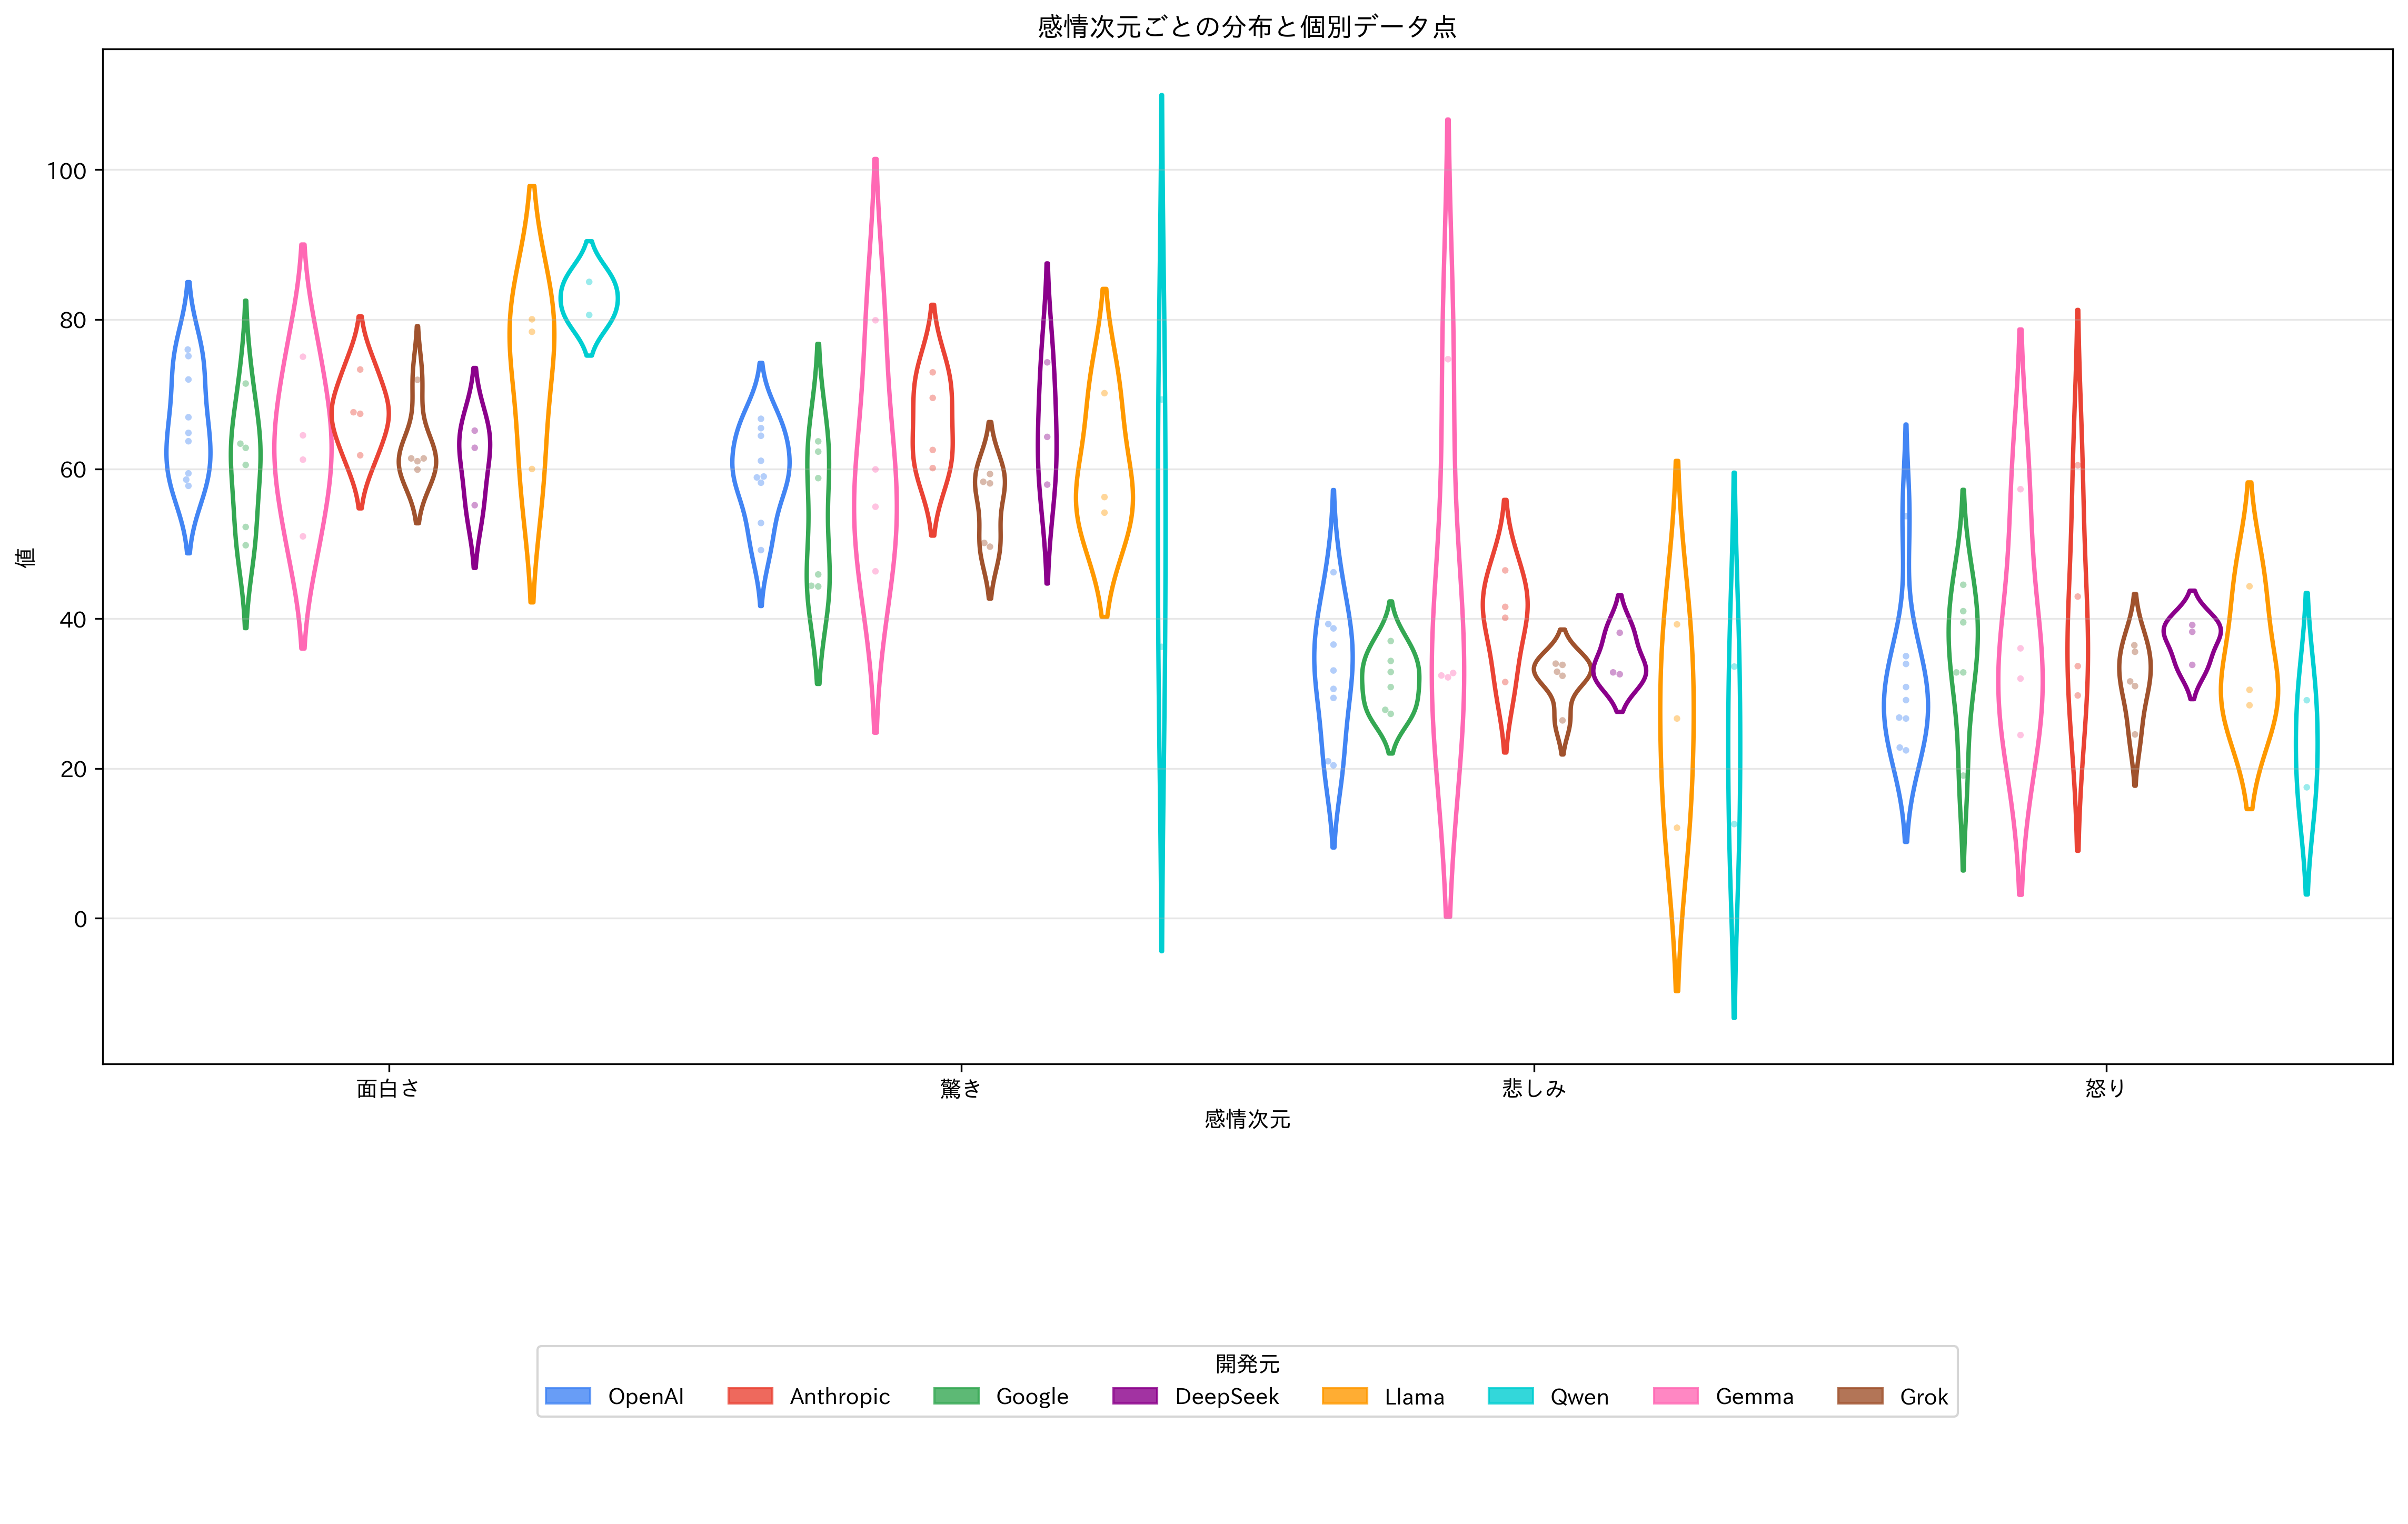 感情次元ごとの分布と個別データ点
値
100
80
60
40
20
0
面白さ 驚き 悲しみ 怒り
感情次元
開発元
OpenAI Anthropic Google DeepSeek Llama Qwen Gemma Grok